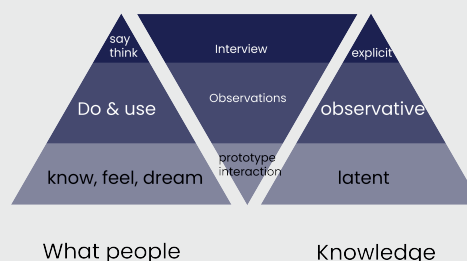 say
think
Interview
explicit
Do & use
Observations
observative
know, feel, dream
prototype
interaction
latent
What people
Knowledge